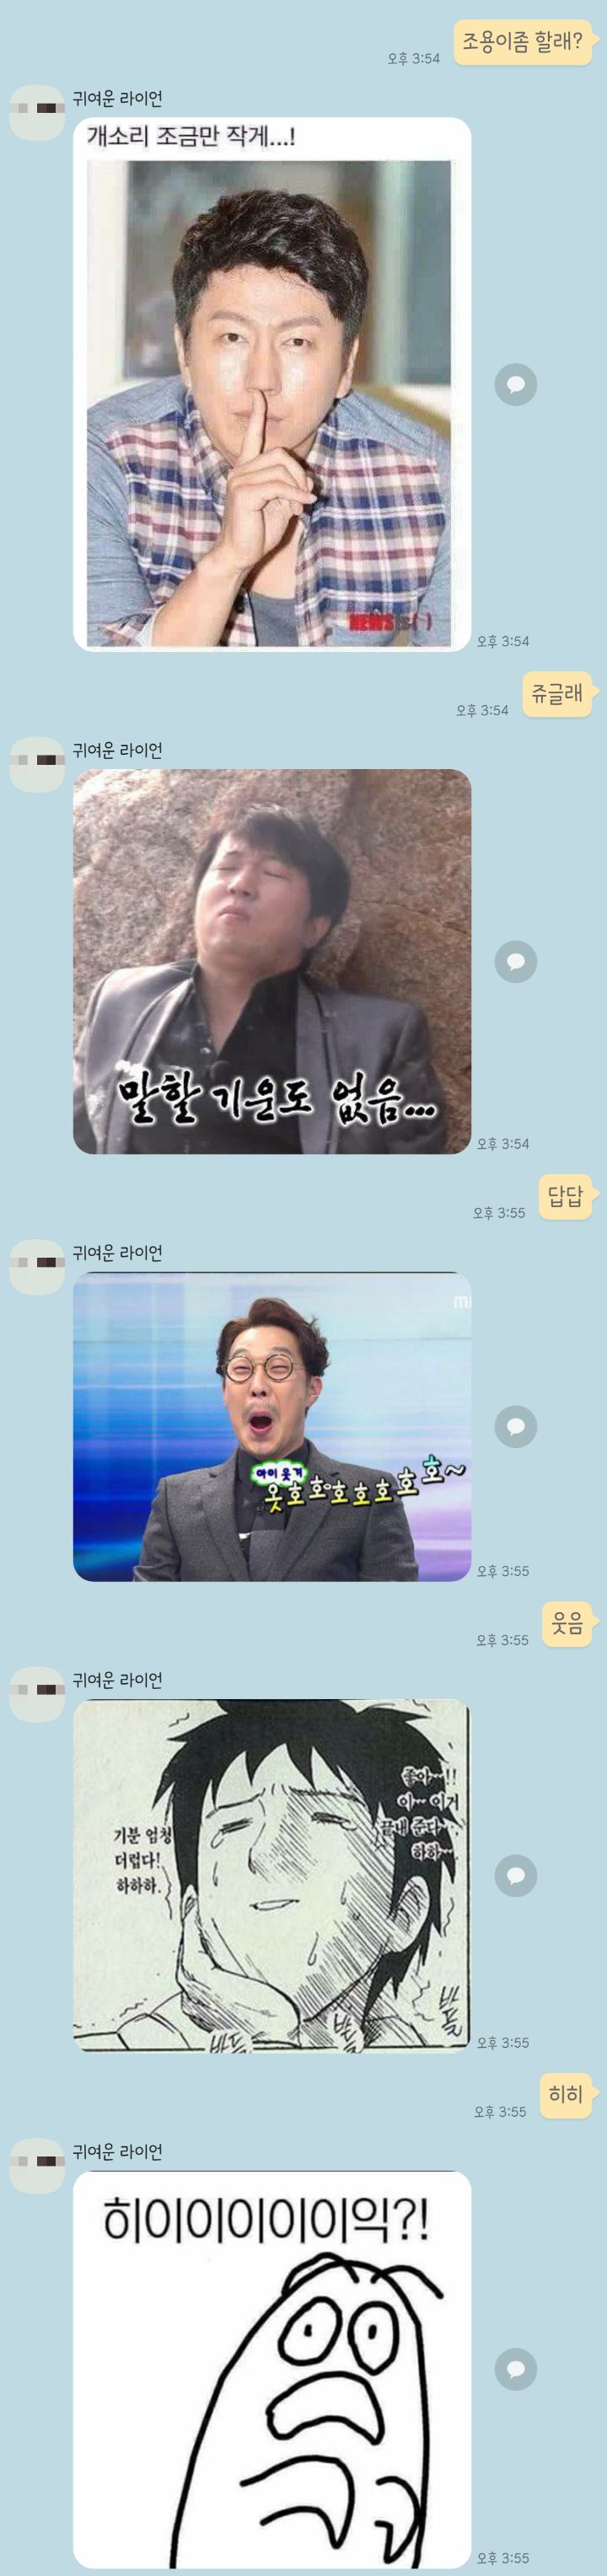 조용이좀 할래?
오후 3:54
귀여운 라이언
개소리 조금만 작게...!
NEWS
오후 3:54
쥬글래
오후 3:54
귀여운 라이언
말할 기운도 없음...
오후 3:54
답답
오후 3:55
귀여운 라이언
아이 웃겨
옷호호호호호호호~
오후 3:55
웃음
오후 3:55
귀여운 라이언
좋아…!!
이… 이거
끝내 준다…
하하…
기분 엄청
더럽다!
하하하.
바들
오후 3:55
히히
오후 3:55
귀여운 라이언
히이이이이이익?!
오후 3:55